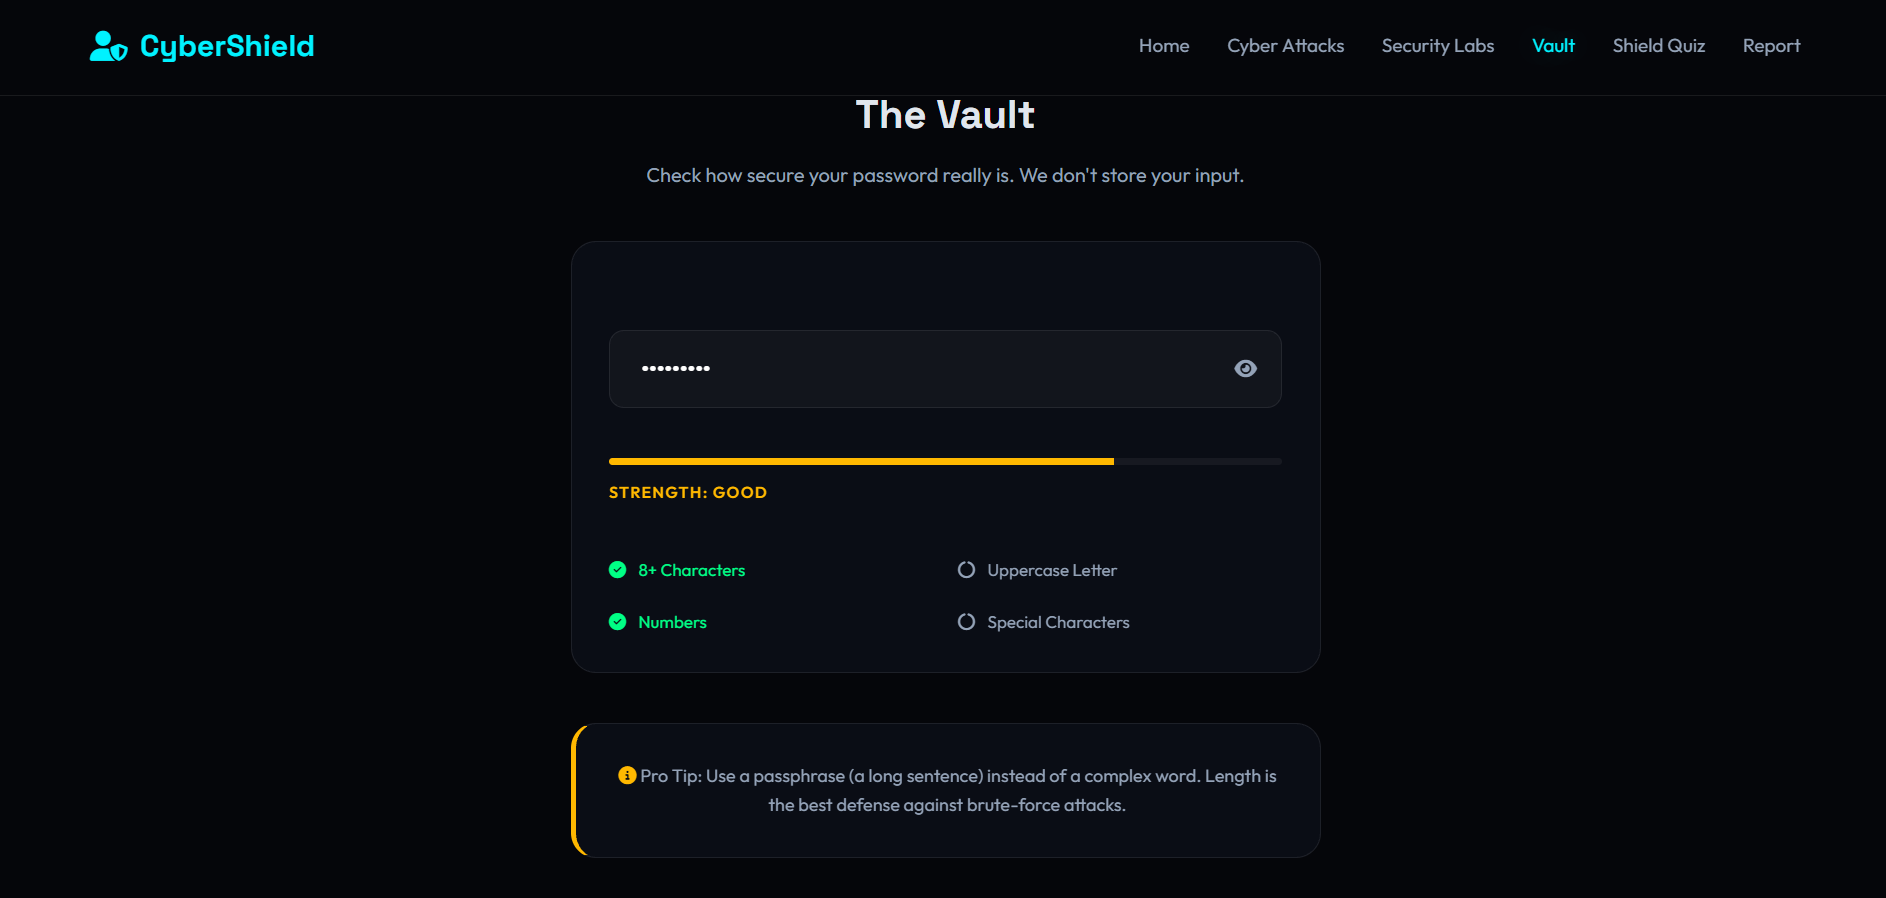 CyberShield
Home
Cyber Attacks
Security Labs
Vault
Shield Quiz
Report
The Vault
Check how secure your password really is. We don't store your input.
•••••••••
STRENGTH: GOOD
8+ Characters
Uppercase Letter
Numbers
Special Characters
Pro Tip: Use a passphrase (a long sentence) instead of a complex word. Length is
the best defense against brute-force attacks.